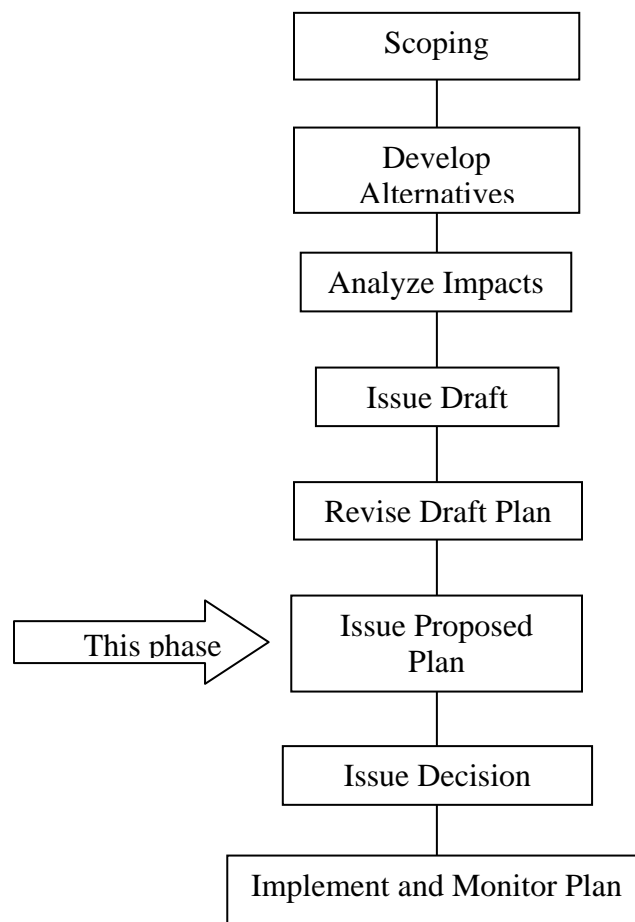 Scoping
Develop
Alternatives
Analyze Impacts
Issue Draft
Revise Draft Plan
This phase
Issue Proposed
Plan
Issue Decision
Implement and Monitor Plan